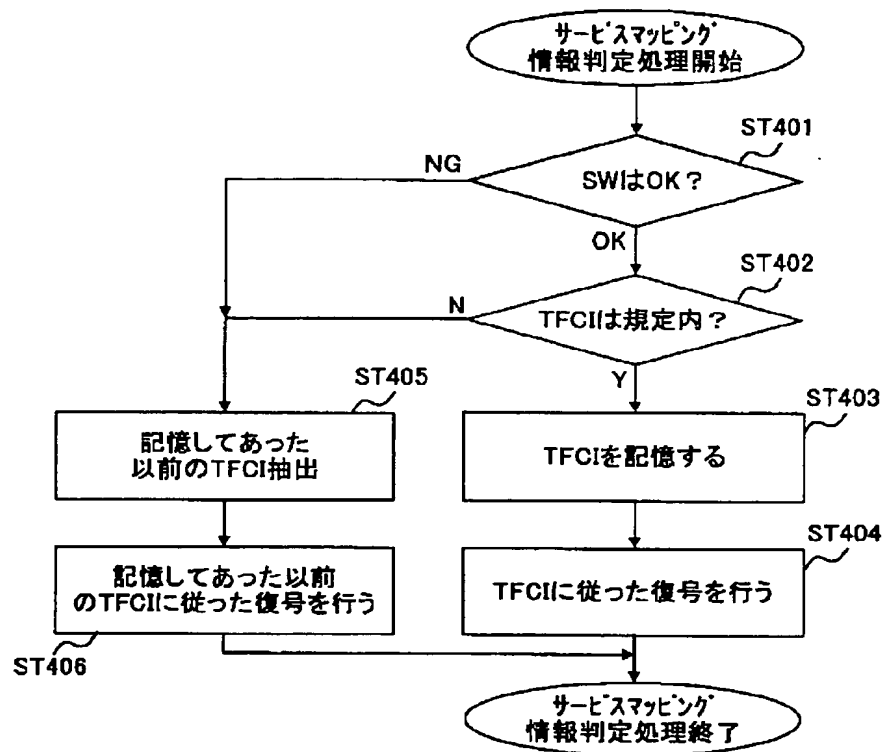 サービスマッピング
情報判定処理開始
ST401
NG
SWはOK？
OK
ST402
N
TFCIは規定内？
Y
ST405
ST403
記憶してあった
以前のTFCI抽出
TFCIを記憶する
ST404
記憶してあった以前
のTFCIに従った復号を行う
TFCIに従った復号を行う
ST406
サービスマッピング
情報判定処理終了